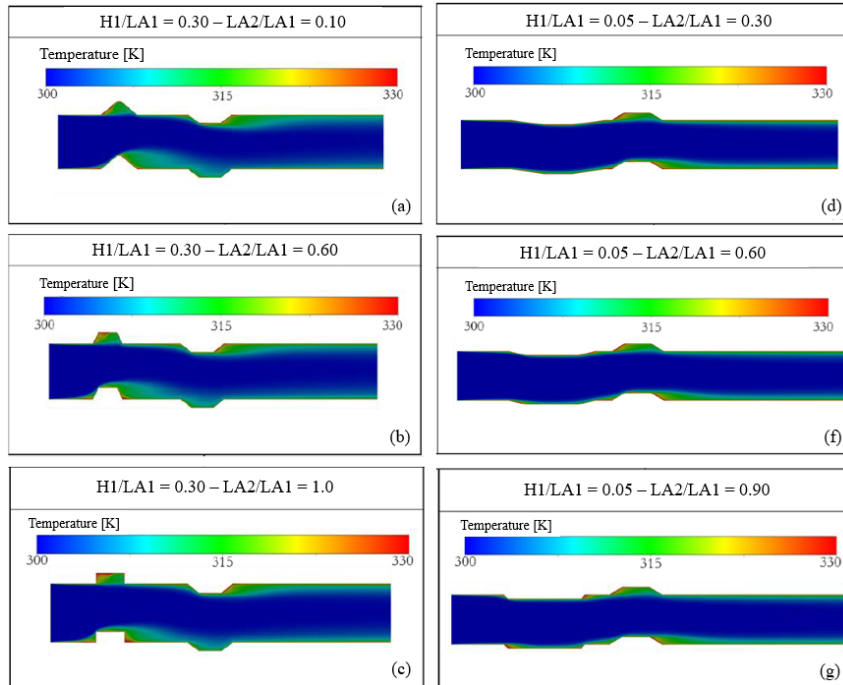 H1/LA1 = 0.30 – LA2/LA1 = 0.10
Temperature [K]
300 315 330
(a)
H1/LA1 = 0.30 – LA2/LA1 = 0.60
Temperature [K]
300 315 330
(b)
H1/LA1 = 0.30 – LA2/LA1 = 1.0
Temperature [K]
300 315 330
(c)
H1/LA1 = 0.05 – LA2/LA1 = 0.30
Temperature [K]
300 315 330
(d)
H1/LA1 = 0.05 – LA2/LA1 = 0.60
Temperature [K]
300 315 330
(f)
H1/LA1 = 0.05 – LA2/LA1 = 0.90
Temperature [K]
300 315 330
(g)